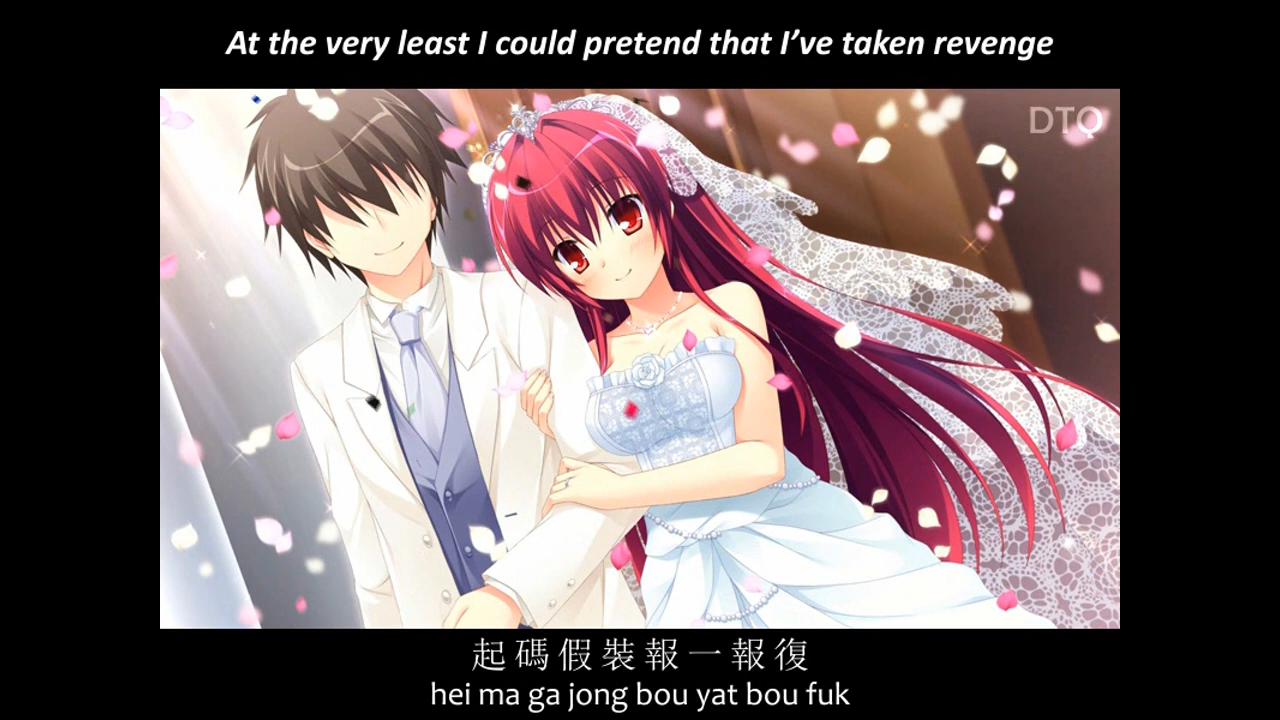 At the very least I could pretend that I’ve taken revenge
DTQ
起碼假裝報一報復
hei ma ga jong bou yat bou fuk